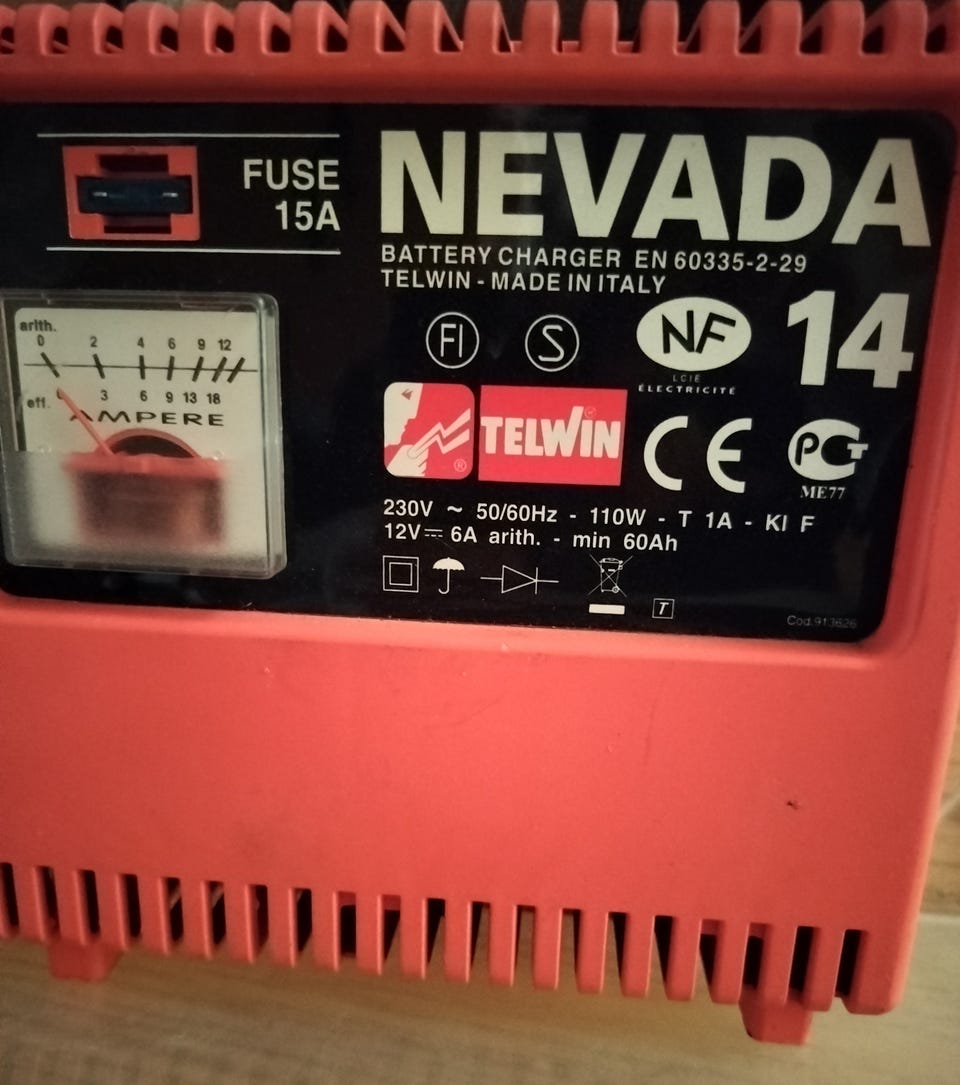 FUSE
15A
NEVADA
BATTERY CHARGER EN 60335-2-29
TELWIN - MADE IN ITALY
14
FI
S
NF
LCIE
ÉLECTRICITÉ
arith.
0 2 4 6 9 12
eff. 3 6 9 13 18
AMPERE
®
TELWIN
®
CE
PCT
ME77
230V ~ 50/60Hz - 110W - T 1A - KI F
12V⎓ 6A arith. - min 60Ah
T
Cod.913626